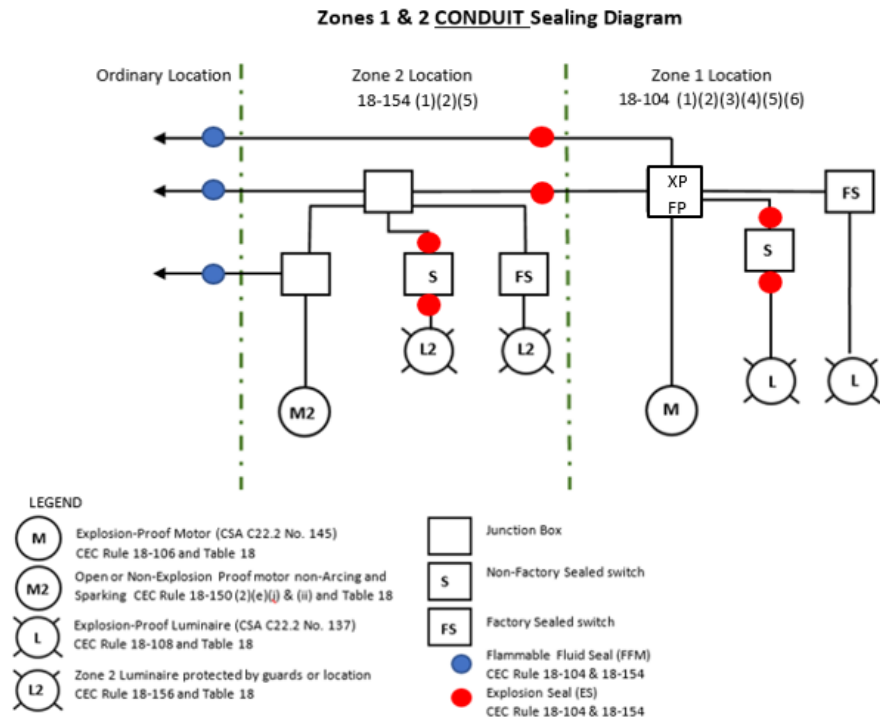 Zones 1 & 2 CONDUIT Sealing Diagram
Ordinary Location
Zone 2 Location
18-154 (1)(2)(5)
Zone 1 Location
18-104 (1)(2)(3)(4)(5)(6)
XP
FP
FS
S
S
FS
L2
L2
L
L
M2
M
LEGEND
M
Explosion-Proof Motor (CSA C22.2 No. 145)
CEC Rule 18-106 and Table 18
M2
Open or Non-Explosion Proof motor non-Arcing and
Sparking CEC Rule 18-150 (2)(e)(j) & (ii) and Table 18
L
Explosion-Proof Luminaire (CSA C22.2 No. 137)
CEC Rule 18-108 and Table 18
L2
Zone 2 Luminaire protected by guards or location
CEC Rule 18-156 and Table 18
Junction Box
S
Non-Factory Sealed switch
FS
Factory Sealed switch
Flammable Fluid Seal (FFM)
CEC Rule 18-104 & 18-154
Explosion Seal (ES)
CEC Rule 18-104 & 18-154